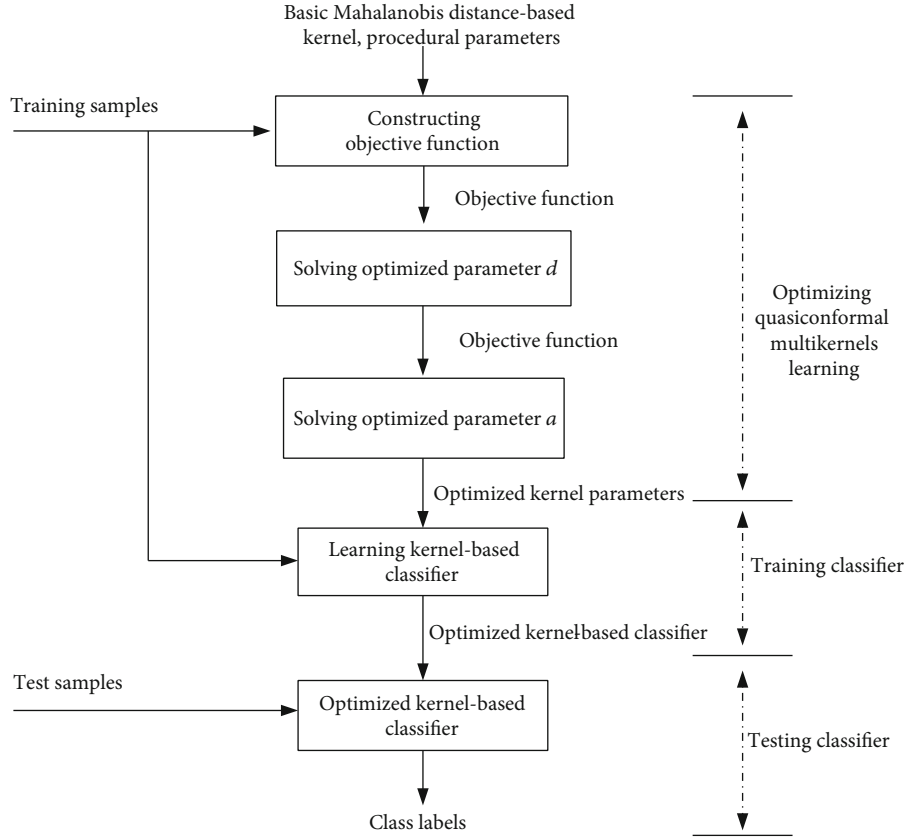 Basic Mahalanobis distance-based
kernel, procedural parameters
Training samples
Constructing
objective function
Objective function
Solving optimized parameter d
Objective function
Solving optimized parameter a
Optimized kernel parameters
Learning kernel-based
classifier
Optimized kernel-based classifier
Test samples
Optimized kernel-based
classifier
Class labels
Optimizing
quasiconformal
multikernels
learning
Training classifier
Testing classifier